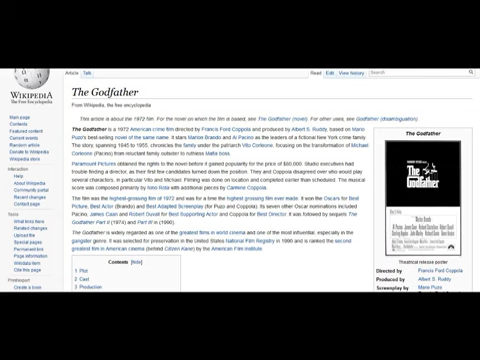 Article Talk
Read Edit View history Search
WIKIPEDIA
The Free Encyclopedia
The Godfather
From Wikipedia, the free encyclopedia
This article is about the 1972 film. For the novel on which the film is based, see The Godfather (novel). For other uses, see Godfather (disambiguation).
The Godfather is a 1972 American crime film directed by Francis Ford Coppola and produced by Albert S. Ruddy, based on Mario
Puzo's best-selling novel of the same name. It stars Marlon Brando and Al Pacino as the leaders of a fictional New York crime family.
The story, spanning 1945 to 1955, chronicles the family under the patriarch Vito Corleone, focusing on the transformation of Michael
Corleone (Pacino) from reluctant family outsider to ruthless Mafia boss.
Paramount Pictures obtained the rights to the novel before it gained popularity for the price of $80,000. Studio executives had
trouble finding a director, as their first few candidates turned down the position. They and Coppola disagreed over who would play
several characters, in particular Vito and Michael. Filming was done on location and completed earlier than scheduled. The musical
score was composed primarily by Nino Rota with additional pieces by Carmine Coppola.
The film was the highest-grossing film of 1972 and was for a time the highest grossing film ever made. It won the Oscars for Best
Picture, Best Actor (Brando) and Best Adapted Screenplay (for Puzo and Coppola). Its seven other Oscar nominations included
Pacino, James Caan and Robert Duvall for Best Supporting Actor and Coppola for Best Director. It was followed by sequels The
Godfather Part II (1974) and Part III in (1990).
The Godfather is widely regarded as one of the greatest films in world cinema and one of the most influential, especially in the
gangster genre. It was selected for preservation in the United States National Film Registry in 1990 and is ranked the second
greatest film in American cinema (behind Citizen Kane) by the American Film Institute.
Contents [hide]
1 Plot
2 Cast
3 Production
Main page
Contents
Featured content
Current events
Random article
Donate to Wikipedia
Wikipedia store
Interaction
Help
About Wikipedia
Community portal
Recent changes
Contact page
Tools
What links here
Related changes
Upload file
Special pages
Permanent link
Page information
Wikidata item
Cite this page
Print/export
Create a book
The Godfather
The
Godfather
Theatrical release poster
Directed by Francis Ford Coppola
Produced by Albert S. Ruddy
Screenplay by Mario Puzo